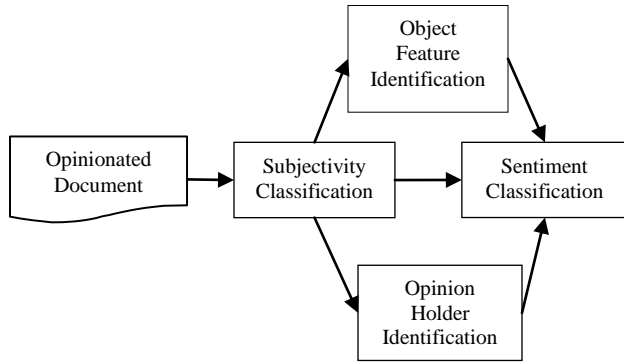 Object
Feature
Identification
Opinionated
Document
Subjectivity
Classification
Sentiment
Classification
Opinion
Holder
Identification